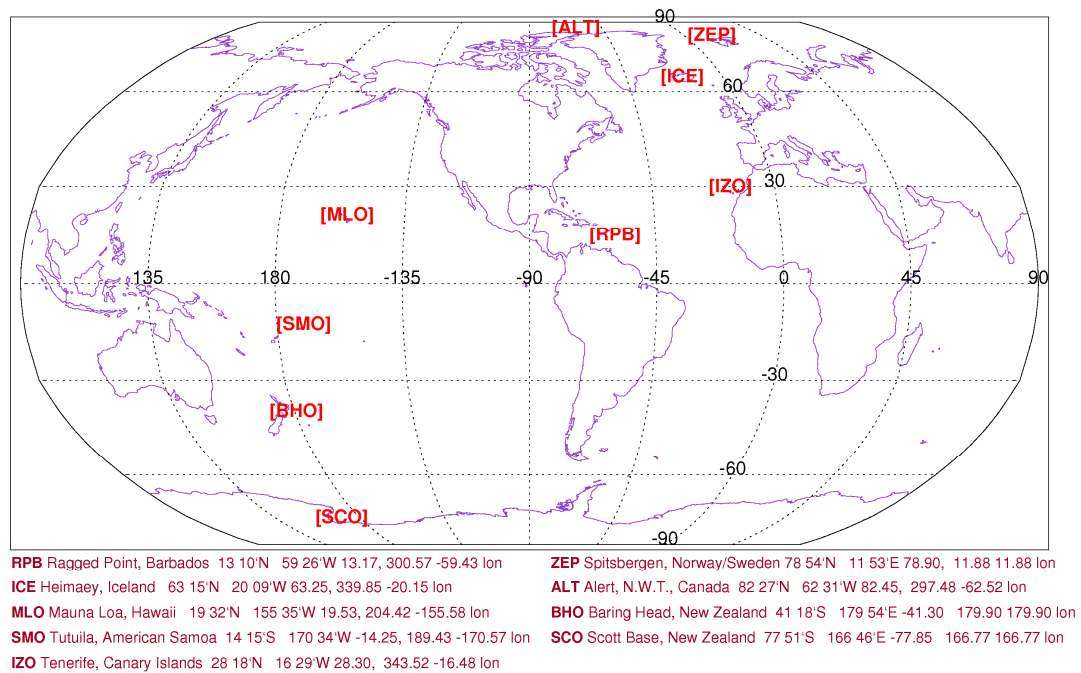 90
[ALT]
[ZEP]
[ICE]
60
[IZO] 30
[MLO]
[RPB]
135 180 -135 -90 -45 0 45 90
[SMO]
-30
[BHO]
-60
[SCO]
-90
RPB Ragged Point, Barbados 13 10‘N 59 26‘W 13.17, 300.57 -59.43 lon
ICE Heimaey, Iceland 63 15‘N 20 09‘W 63.25, 339.85 -20.15 lon
MLO Mauna Loa, Hawaii 19 32‘N 155 35‘W 19.53, 204.42 -155.58 lon
SMO Tutuila, American Samoa 14 15‘S 170 34‘W -14.25, 189.43 -170.57 lon
IZO Tenerife, Canary Islands 28 18‘N 16 29‘W 28.30, 343.52 -16.48 lon
ZEP Spitsbergen, Norway/Sweden 78 54‘N 11 53‘E 78.90, 11.88 11.88 lon
ALT Alert, N.W.T., Canada 82 27‘N 62 31‘W 82.45, 297.48 -62.52 lon
BHO Baring Head, New Zealand 41 18‘S 179 54‘E -41.30 179.90 179.90 lon
SCO Scott Base, New Zealand 77 51‘S 166 46‘E -77.85 166.77 166.77 lon